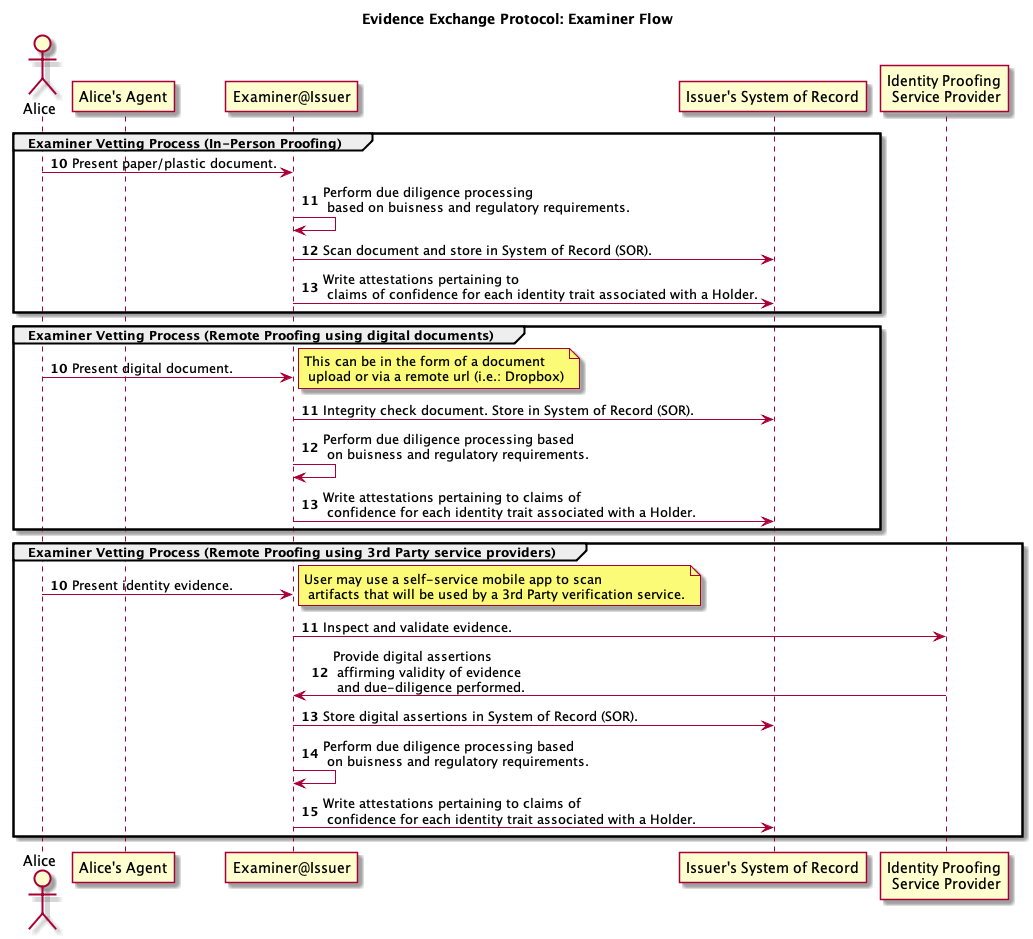 Evidence Exchange Protocol: Examiner Flow
Alice
Alice's Agent
Examiner@Issuer
Issuer's System of Record
Identity Proofing
Service Provider
Examiner Vetting Process (In-Person Proofing)
10 Present paper/plastic document.
11 Perform due diligence processing
based on buisness and regulatory requirements.
12 Scan document and store in System of Record (SOR).
13 Write attestations pertaining to
claims of confidence for each identity trait associated with a Holder.
Examiner Vetting Process (Remote Proofing using digital documents)
10 Present digital document.
This can be in the form of a document
upload or via a remote url (i.e.: Dropbox)
11 Integrity check document. Store in System of Record (SOR).
12 Perform due diligence processing based
on buisness and regulatory requirements.
13 Write attestations pertaining to claims of
confidence for each identity trait associated with a Holder.
Examiner Vetting Process (Remote Proofing using 3rd Party service providers)
10 Present identity evidence.
User may use a self-service mobile app to scan
artifacts that will be used by a 3rd Party verification service.
11 Inspect and validate evidence.
12 Provide digital assertions
affirming validity of evidence
and due-diligence performed.
13 Store digital assertions in System of Record (SOR).
14 Perform due diligence processing based
on buisness and regulatory requirements.
15 Write attestations pertaining to claims of
confidence for each identity trait associated with a Holder.
Alice
Alice's Agent
Examiner@Issuer
Issuer's System of Record
Identity Proofing
Service Provider